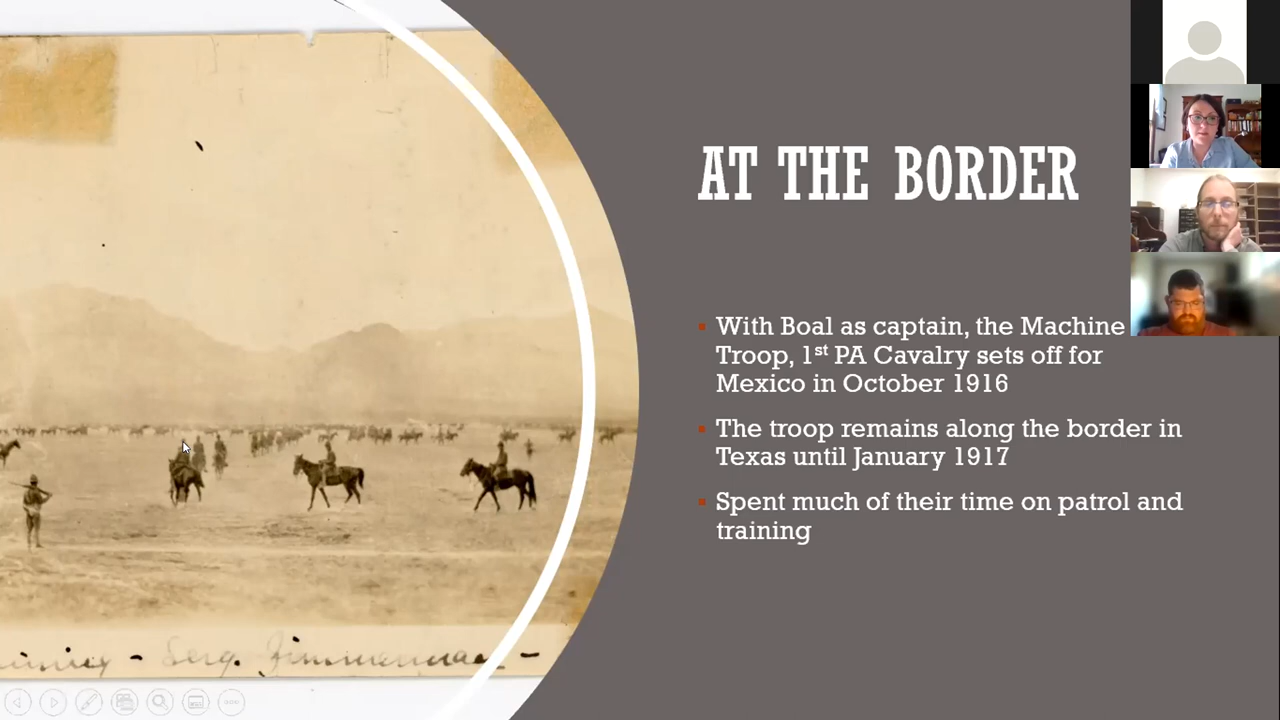 AT THE BORDER
With Boal as captain, the Machine
Troop, 1st PA Cavalry sets off for
Mexico in October 1916
The troop remains along the border in
Texas until January 1917
Spent much of their time on patrol and
training
- Serg. Zimmerman -